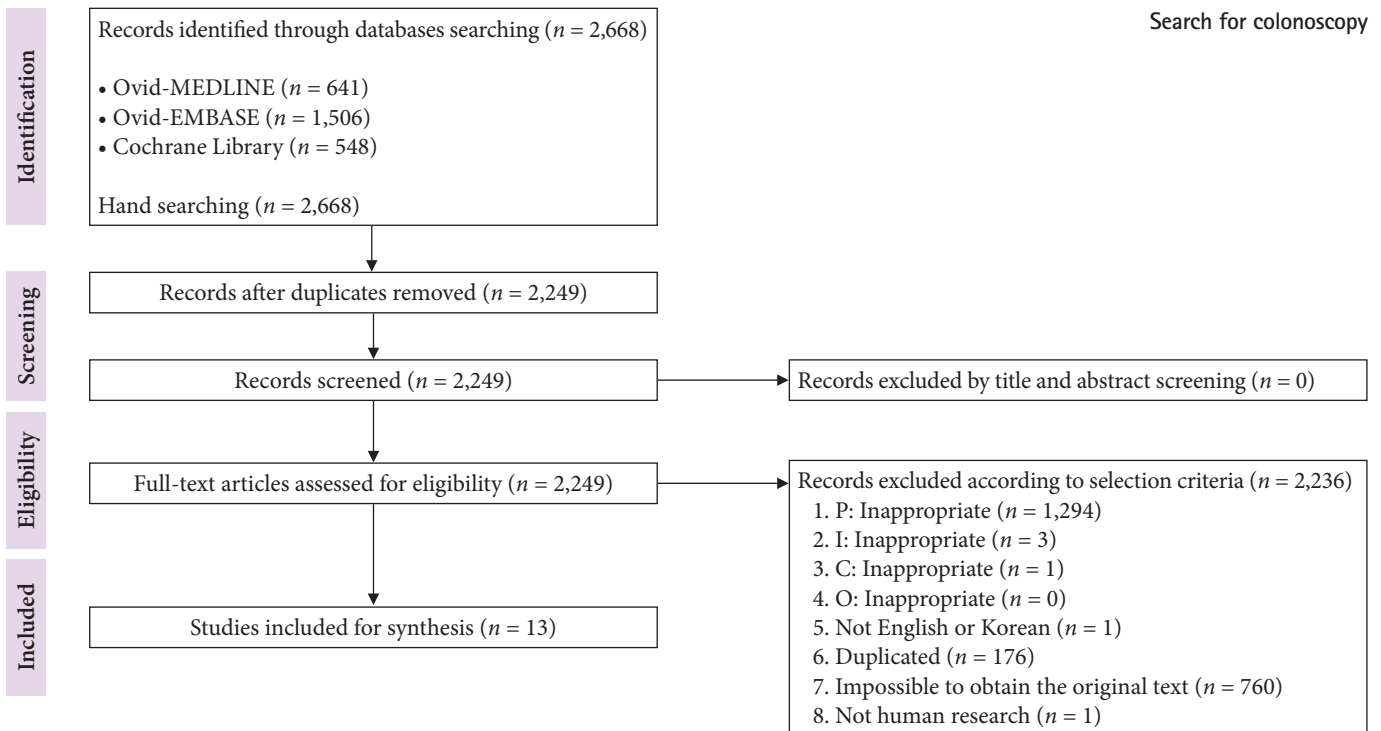 Search for colonoscopy
Identification
Records identified through databases searching (n = 2,668)
• Ovid-MEDLINE (n = 641)
• Ovid-EMBASE (n = 1,506)
• Cochrane Library (n = 548)
Hand searching (n = 2,668)
Screening
Records after duplicates removed (n = 2,249)
Records screened (n = 2,249)
Records excluded by title and abstract screening (n = 0)
Eligibility
Full-text articles assessed for eligibility (n = 2,249)
Records excluded according to selection criteria (n = 2,236)
1. P: Inappropriate (n = 1,294)
2. I: Inappropriate (n = 3)
3. C: Inappropriate (n = 1)
4. O: Inappropriate (n = 0)
5. Not English or Korean (n = 1)
6. Duplicated (n = 176)
7. Impossible to obtain the original text (n = 760)
8. Not human research (n = 1)
Included
Studies included for synthesis (n = 13)